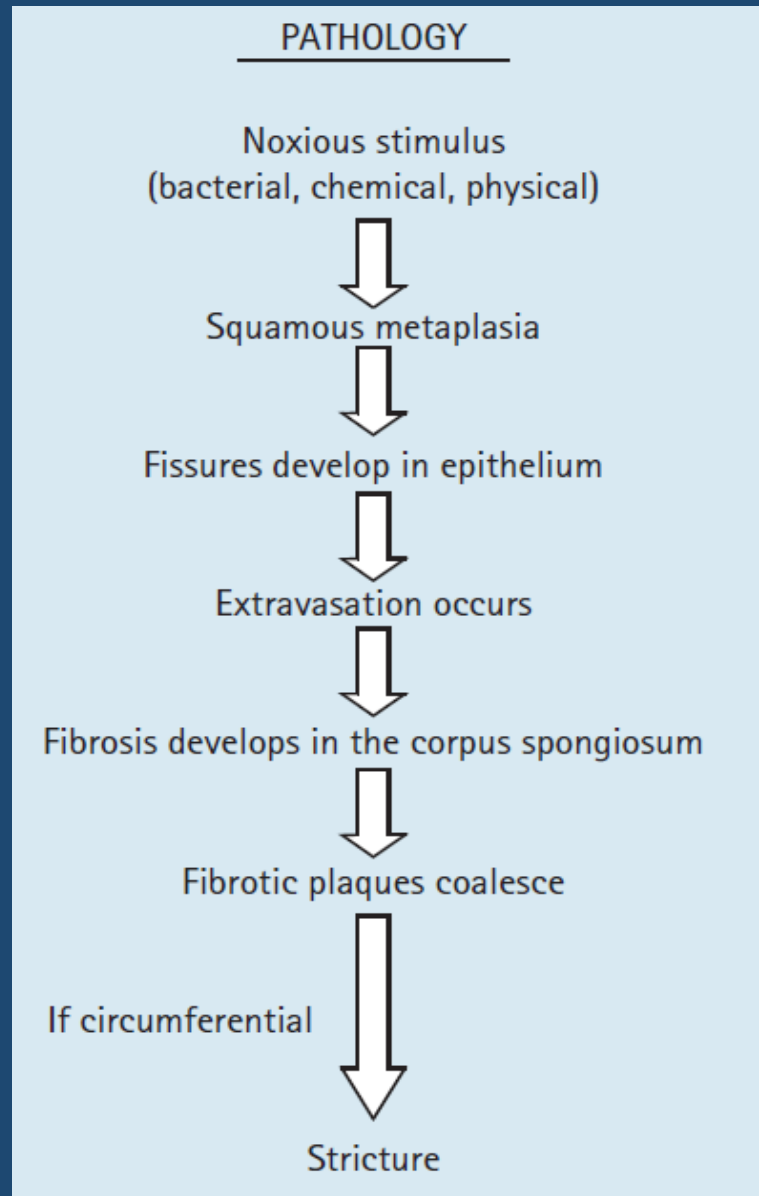 PATHOLOGY
Noxious stimulus
(bacterial, chemical, physical)
Squamous metaplasia
Fissures develop in epithelium
Extravasation occurs
Fibrosis develops in the corpus spongiosum
Fibrotic plaques coalesce
If circumferential
Stricture